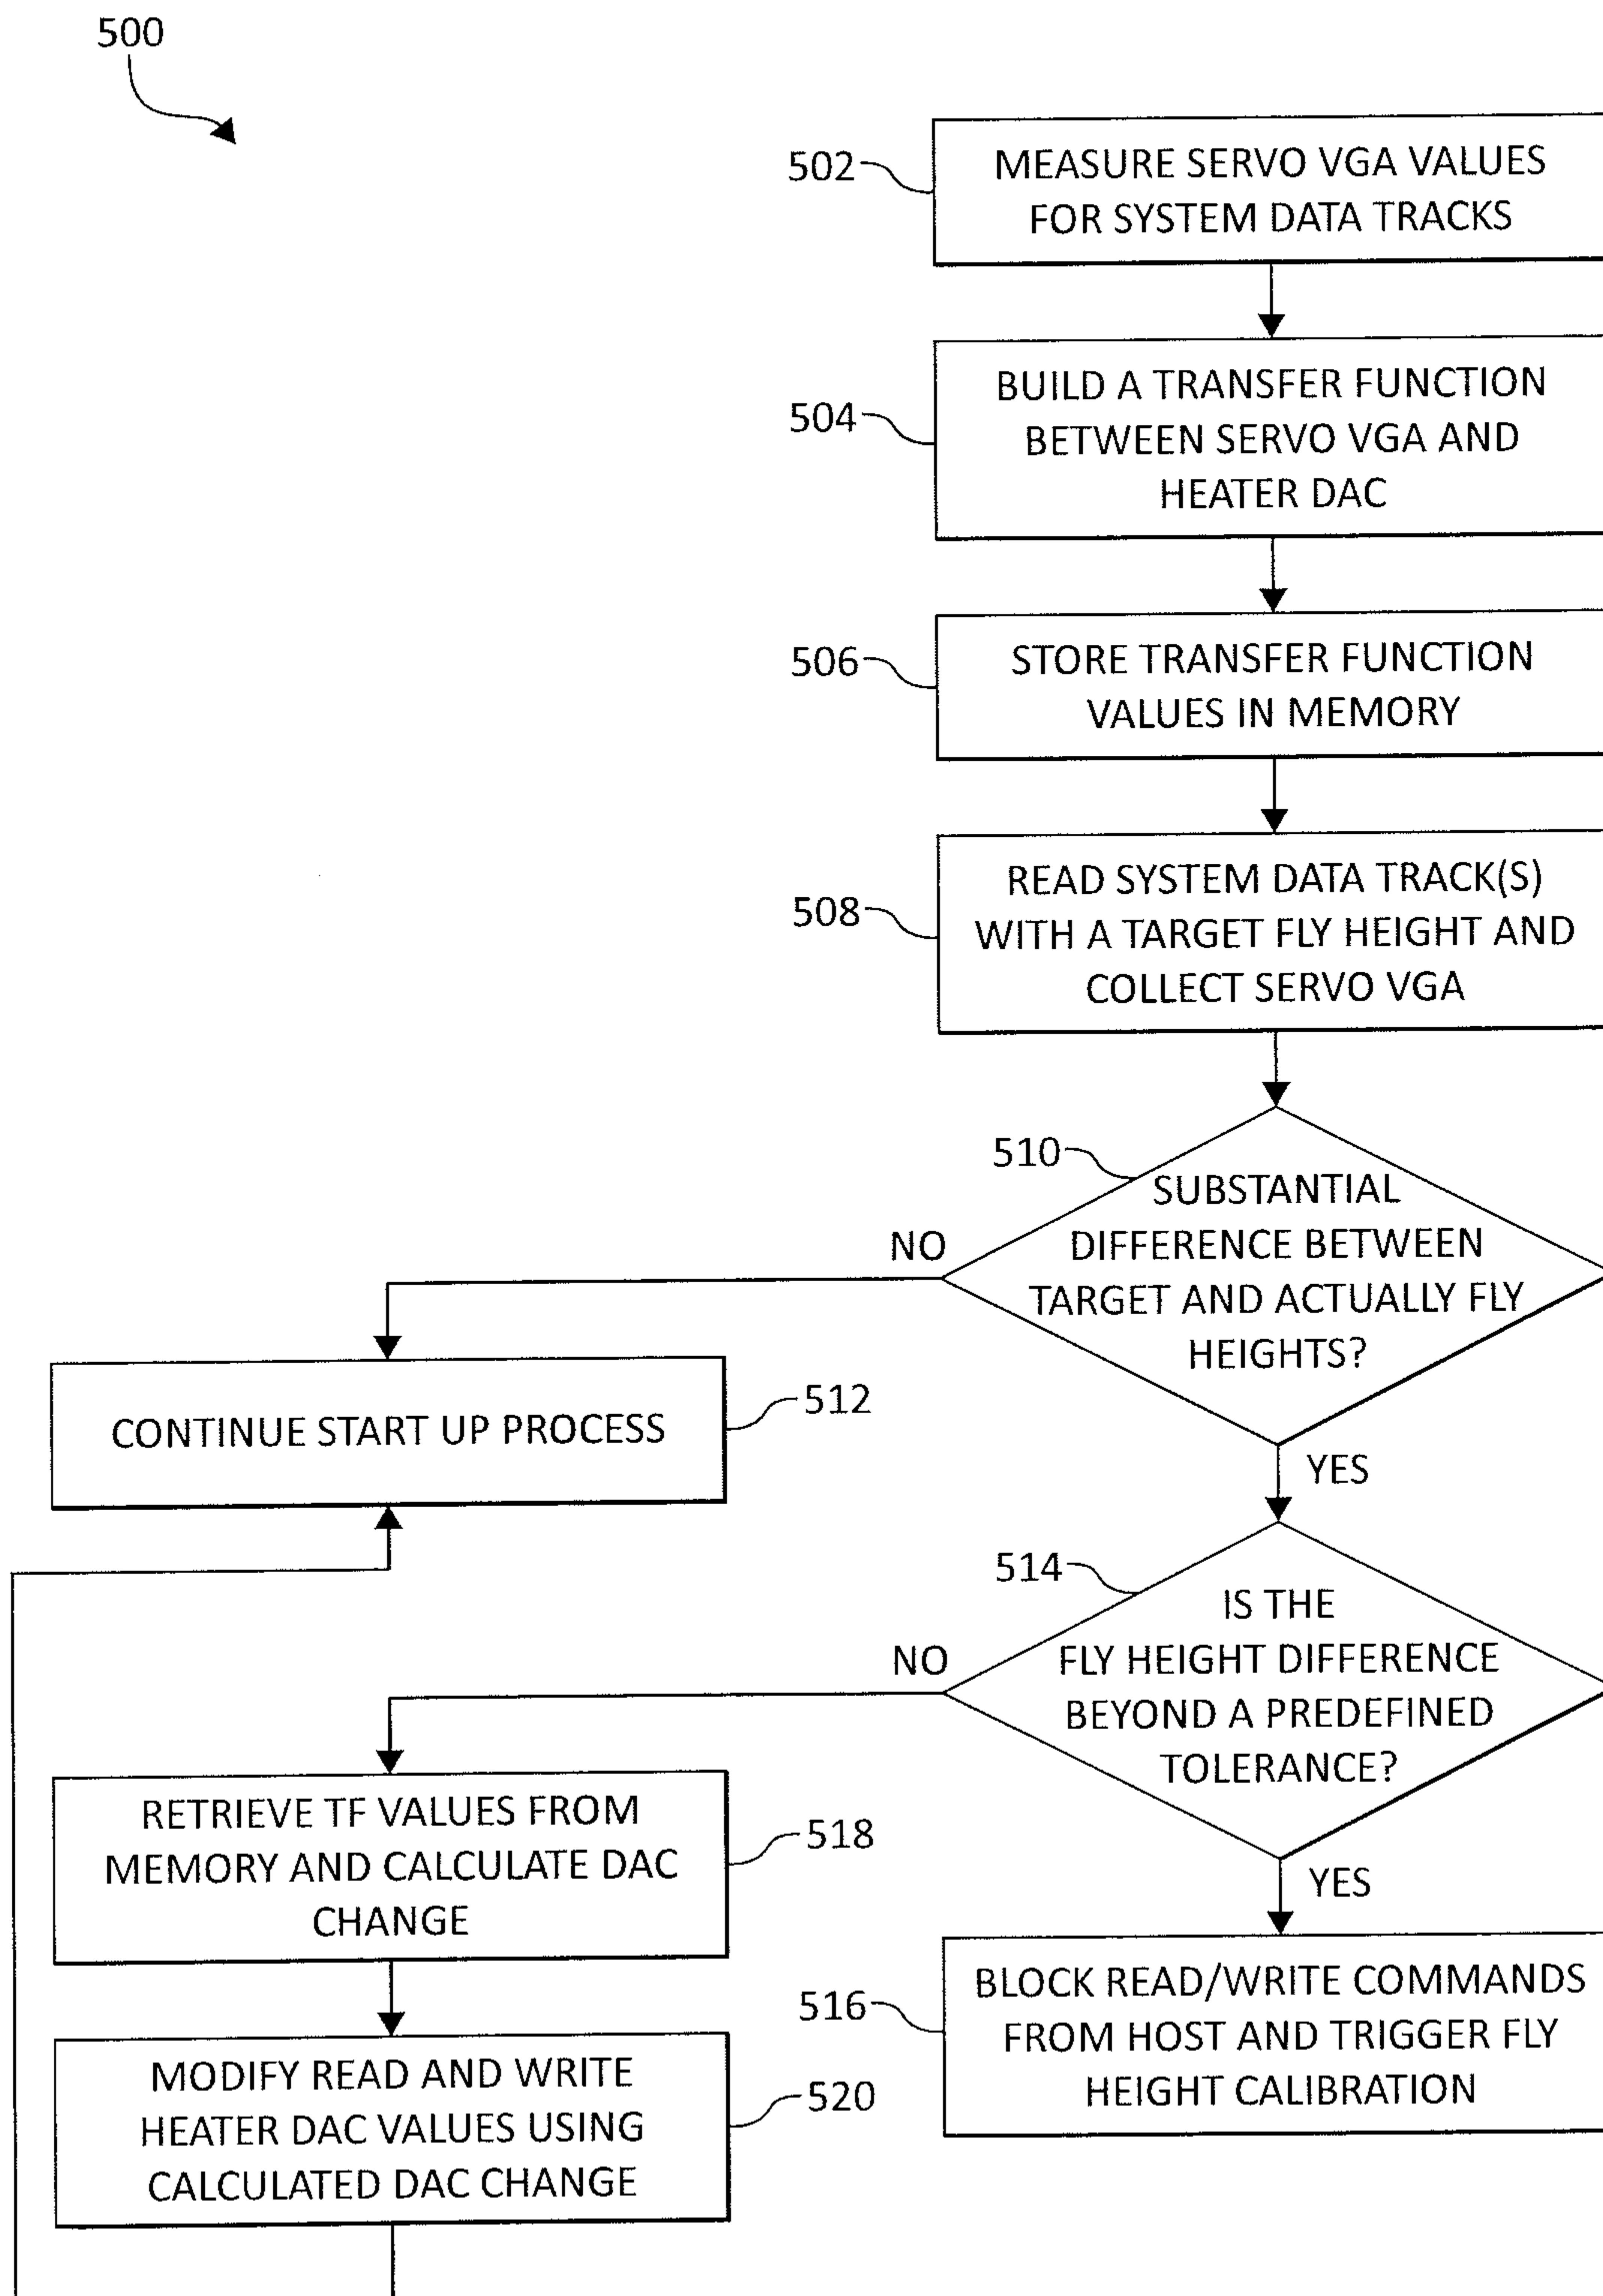 500
502
MEASURE SERVO VGA VALUES
FOR SYSTEM DATA TRACKS
504
BUILD A TRANSFER FUNCTION
BETWEEN SERVO VGA AND
HEATER DAC
506
STORE TRANSFER FUNCTION
VALUES IN MEMORY
508
READ SYSTEM DATA TRACK(S)
WITH A TARGET FLY HEIGHT AND
COLLECT SERVO VGA
510
SUBSTANTIAL
DIFFERENCE BETWEEN
TARGET AND ACTUALLY FLY
HEIGHTS?
NO
512
CONTINUE START UP PROCESS
YES
514
IS THE
FLY HEIGHT DIFFERENCE
BEYOND A PREDEFINED
TOLERANCE?
NO
518
RETRIEVE TF VALUES FROM
MEMORY AND CALCULATE DAC
CHANGE
YES
516
BLOCK READ/WRITE COMMANDS
FROM HOST AND TRIGGER FLY
HEIGHT CALIBRATION
520
MODIFY READ AND WRITE
HEATER DAC VALUES USING
CALCULATED DAC CHANGE